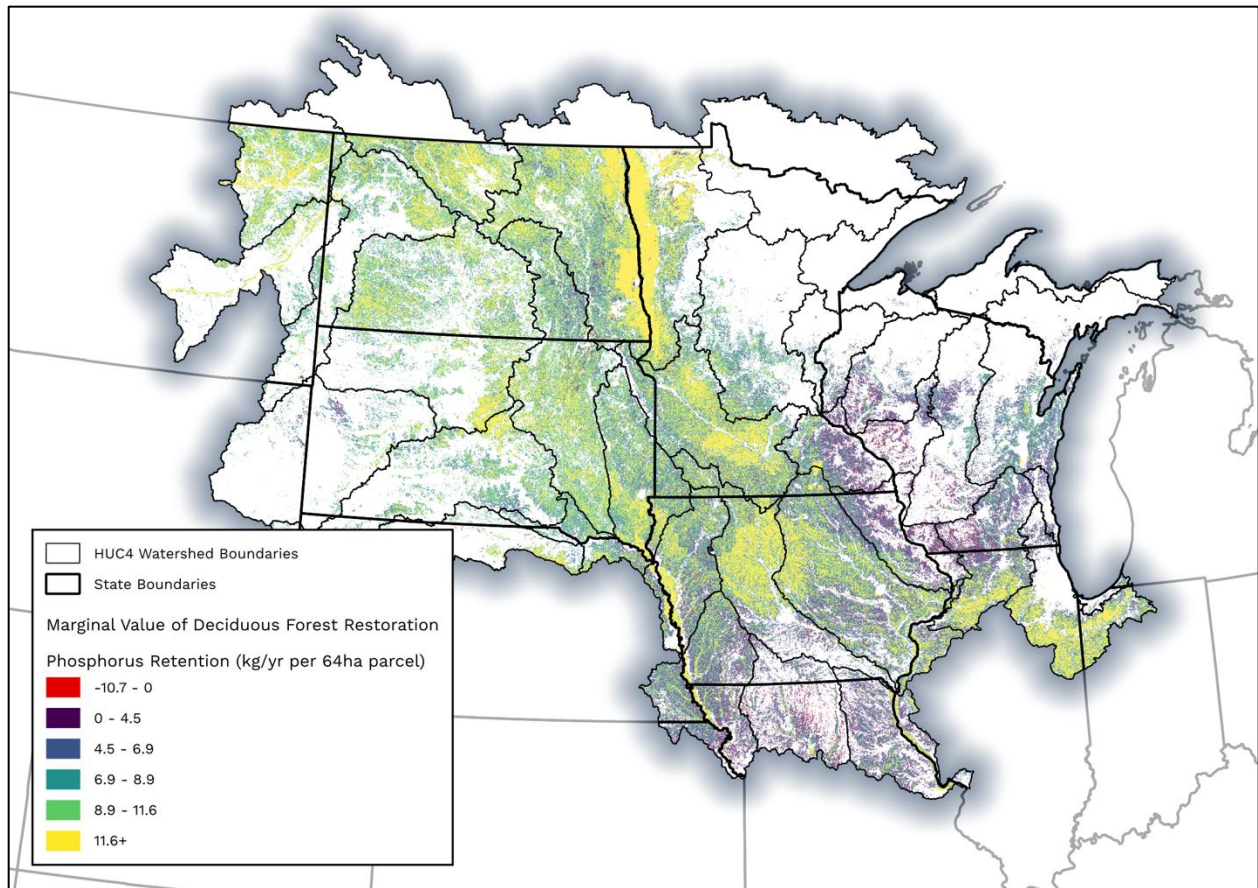 HUC4 Watershed Boundaries
State Boundaries
Marginal Value of Deciduous Forest Restoration
Phosphorus Retention (kg/yr per 64ha parcel)
-10.7 - 0
0 - 4.5
4.5 - 6.9
6.9 - 8.9
8.9 - 11.6
11.6+